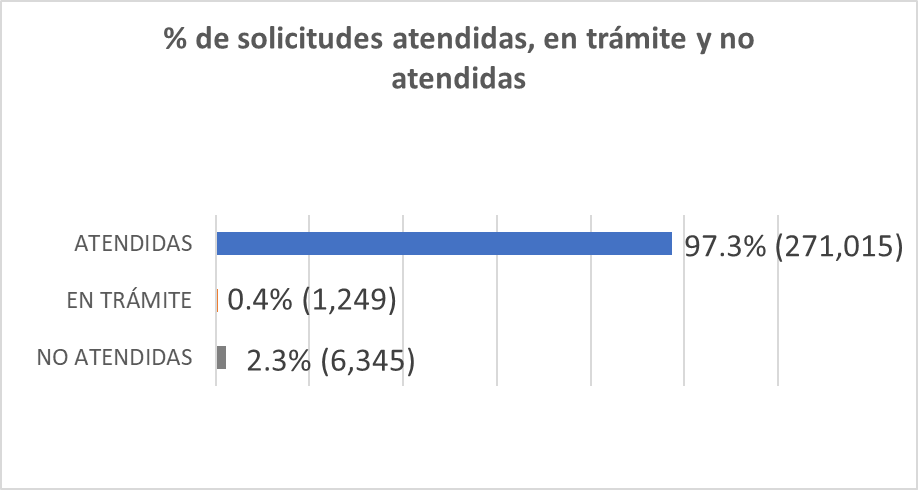 % de solicitudes atendidas, en trámite y no
atendidas
ATENDIDAS 97.3% (271,015)
EN TRÁMITE 0.4% (1,249)
NO ATENDIDAS 2.3% (6,345)